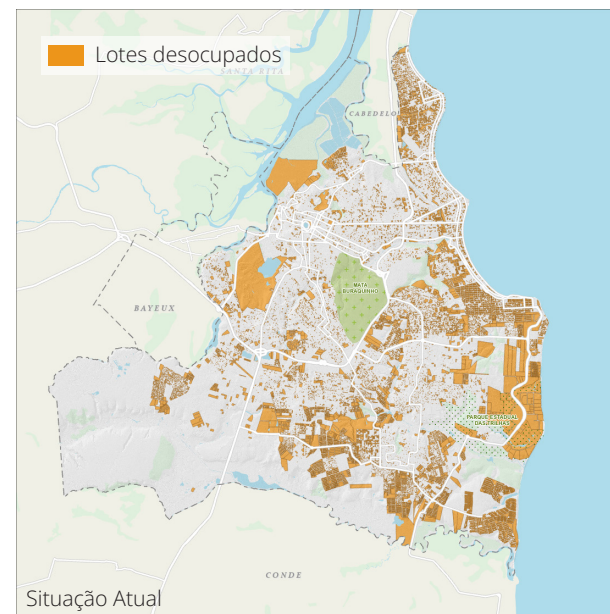 Lotes desocupados
SANTA RITA
CABEDELO
MATA
BURAQUINHO
BAYEUX
PARQUE ESTADUAL
DAS TRILHAS
CONDE
Situação Atual